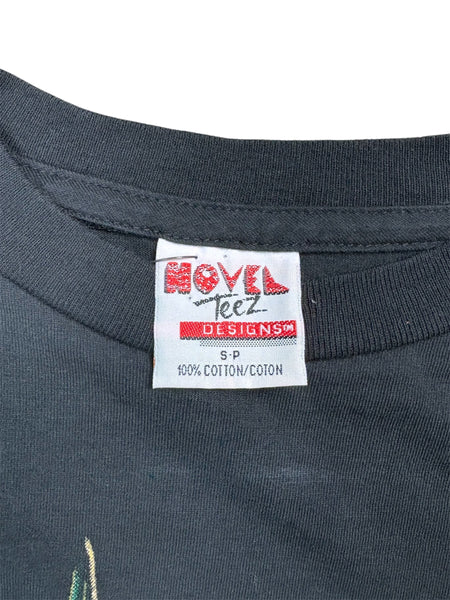 NOVEL
Teez
DESIGNS™
S-P
100% COTTON/COTON